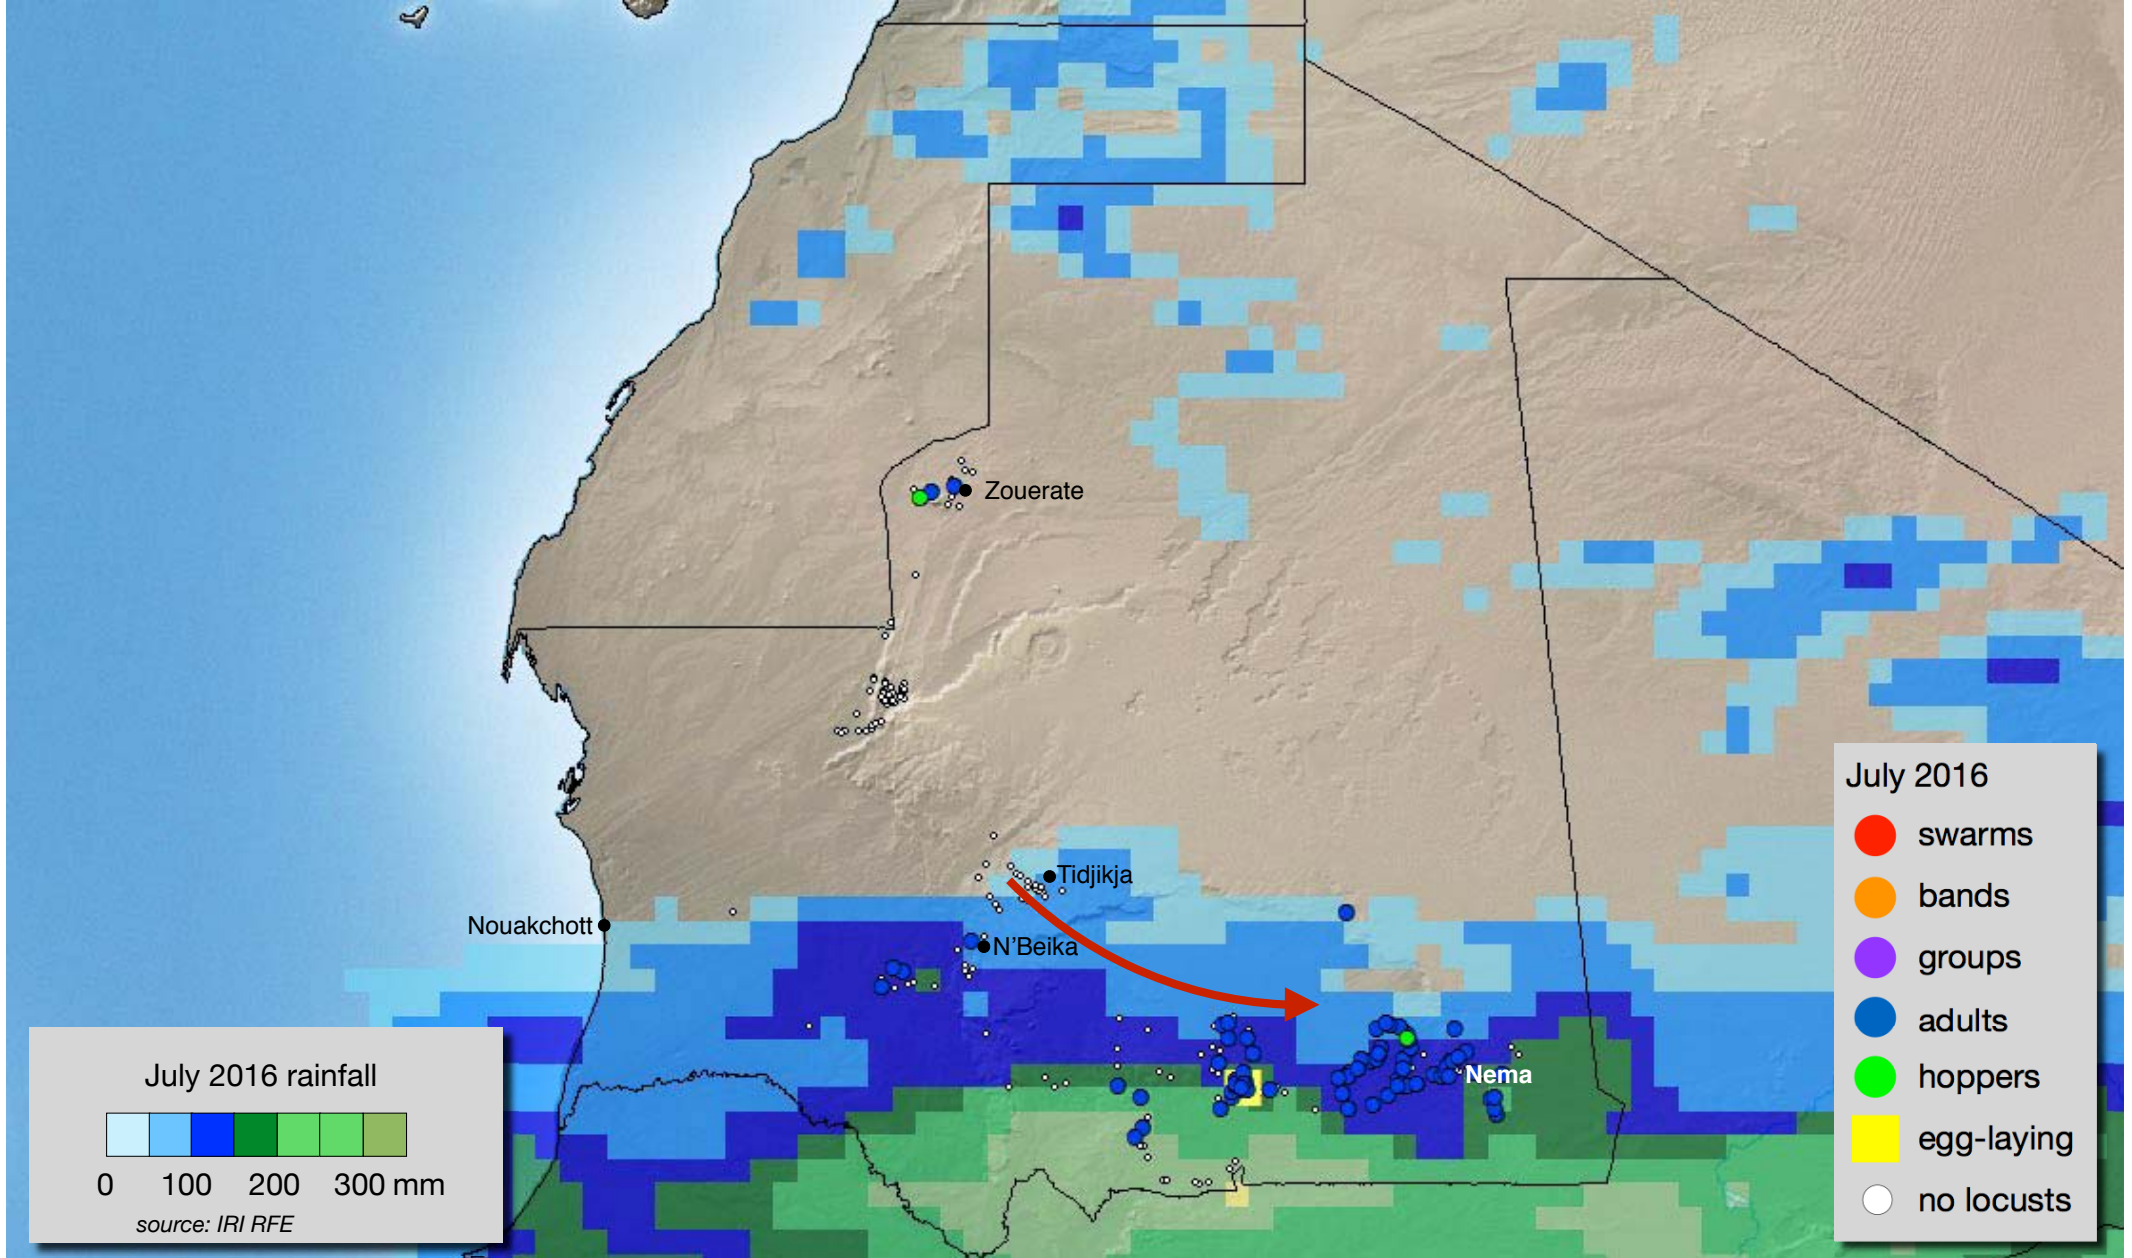 Zouerate
Tidjikja
Nouakchott
N'Beika
Nema
July 2016 rainfall
0 100 200 300 mm
source: IRI RFE
July 2016
swarms
bands
groups
adults
hoppers
egg-laying
no locusts